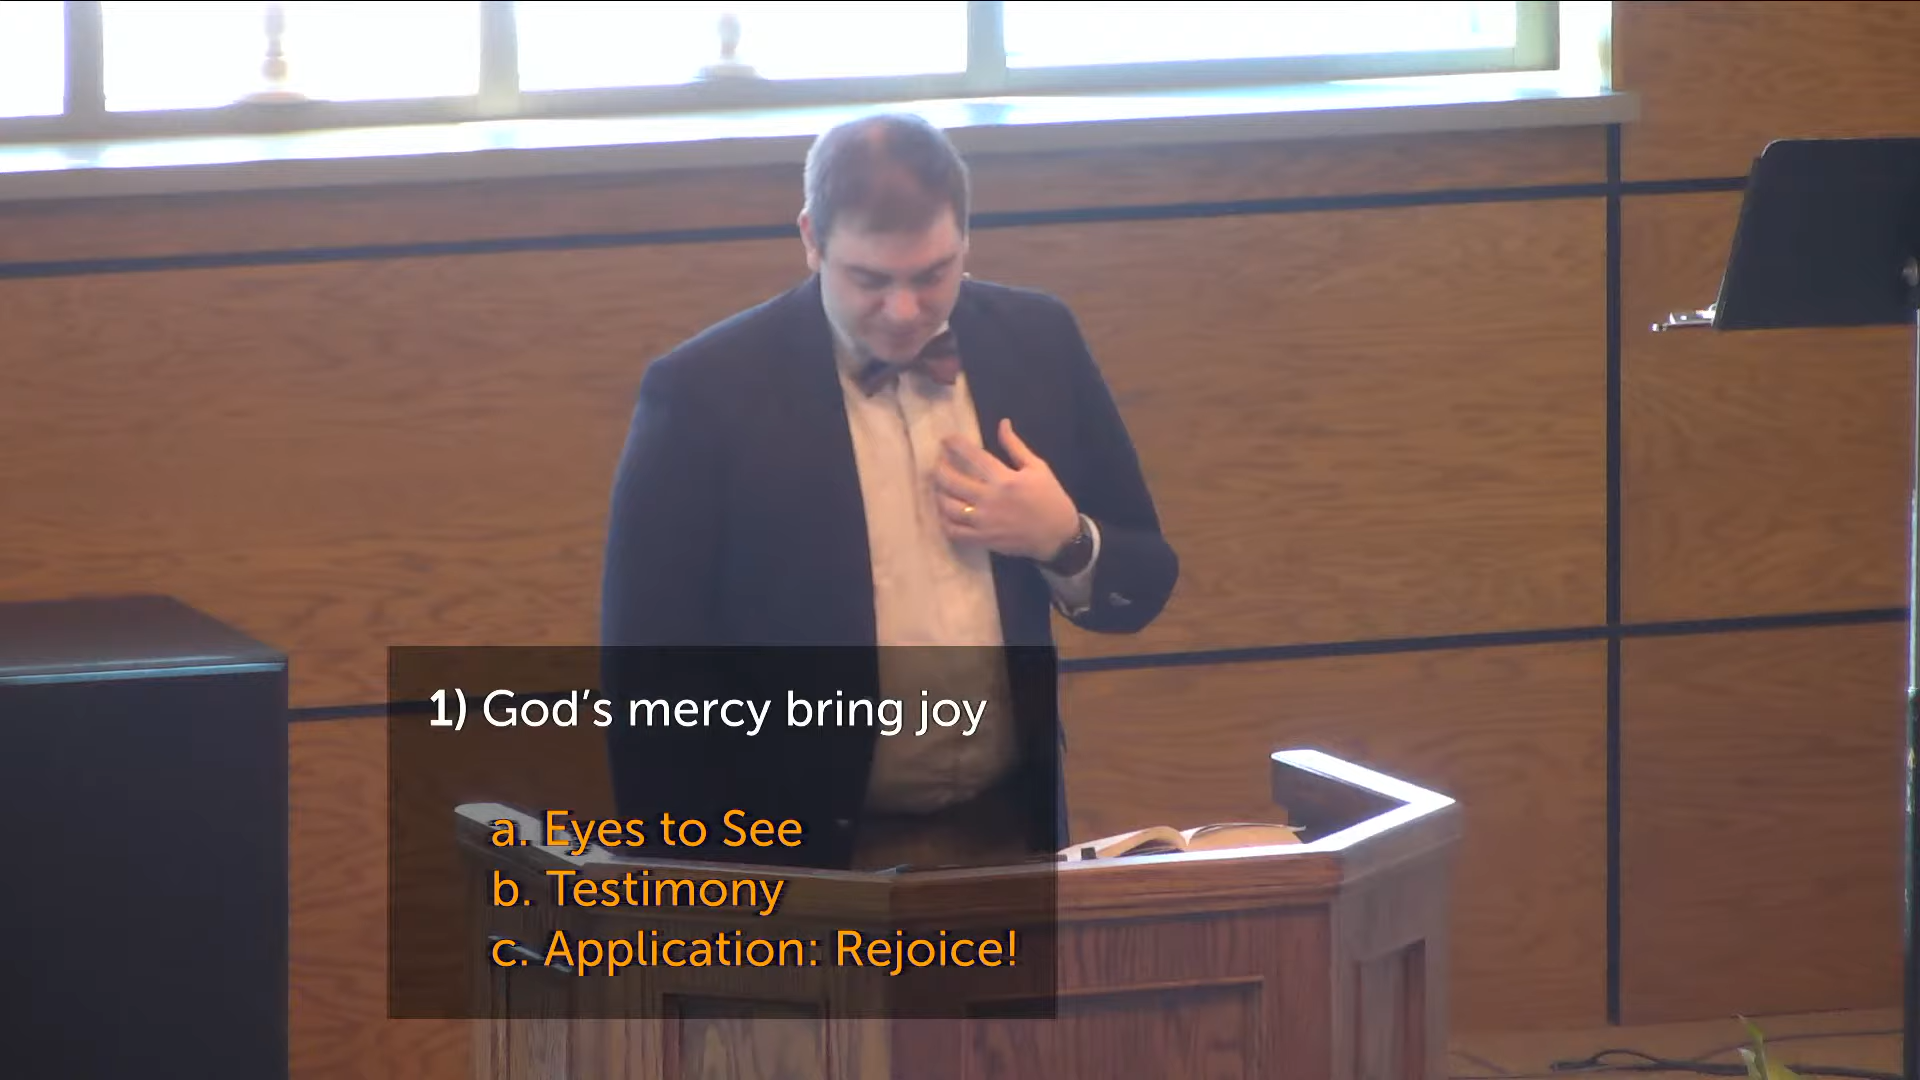 1) God's mercy bring joy
a. Eyes to See
b. Testimony
c. Application: Rejoice!